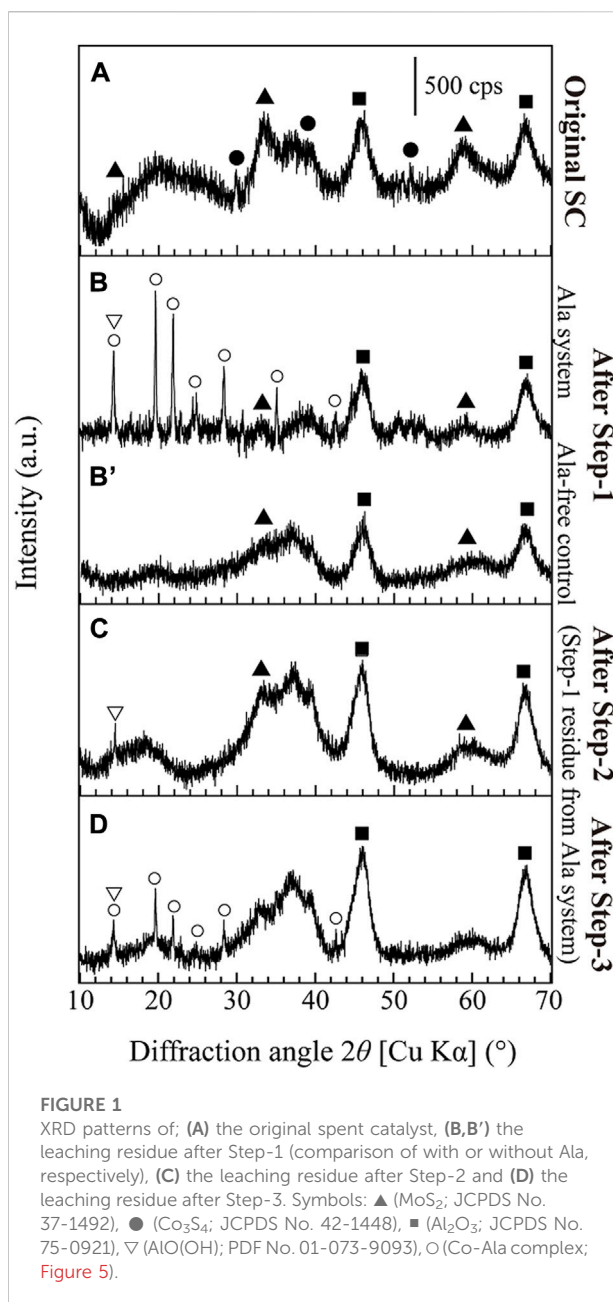 A
500 cps
Original SC
B
Ala system
B’
Ala-free control
After Step-1
C
After Step-2
D
After Step-3
(Step-1 residue from Ala system)
Intensity (a.u.)
10 20 30 40 50 60 70
Diffraction angle 2θ [Cu Kα] (°)
FIGURE 1
XRD patterns of; (A) the original spent catalyst, (B,B’) the
leaching residue after Step-1 (comparison of with or without Ala,
respectively), (C) the leaching residue after Step-2 and (D) the
leaching residue after Step-3. Symbols: ▲ (MoS₂; JCPDS No.
37-1492), ● (Co₃S₄; JCPDS No. 42-1448), ■ (Al₂O₃; JCPDS No.
75-0921), ▽ (AlO(OH); PDF No. 01-073-9093), ○ (Co-Ala complex;
Figure 5).